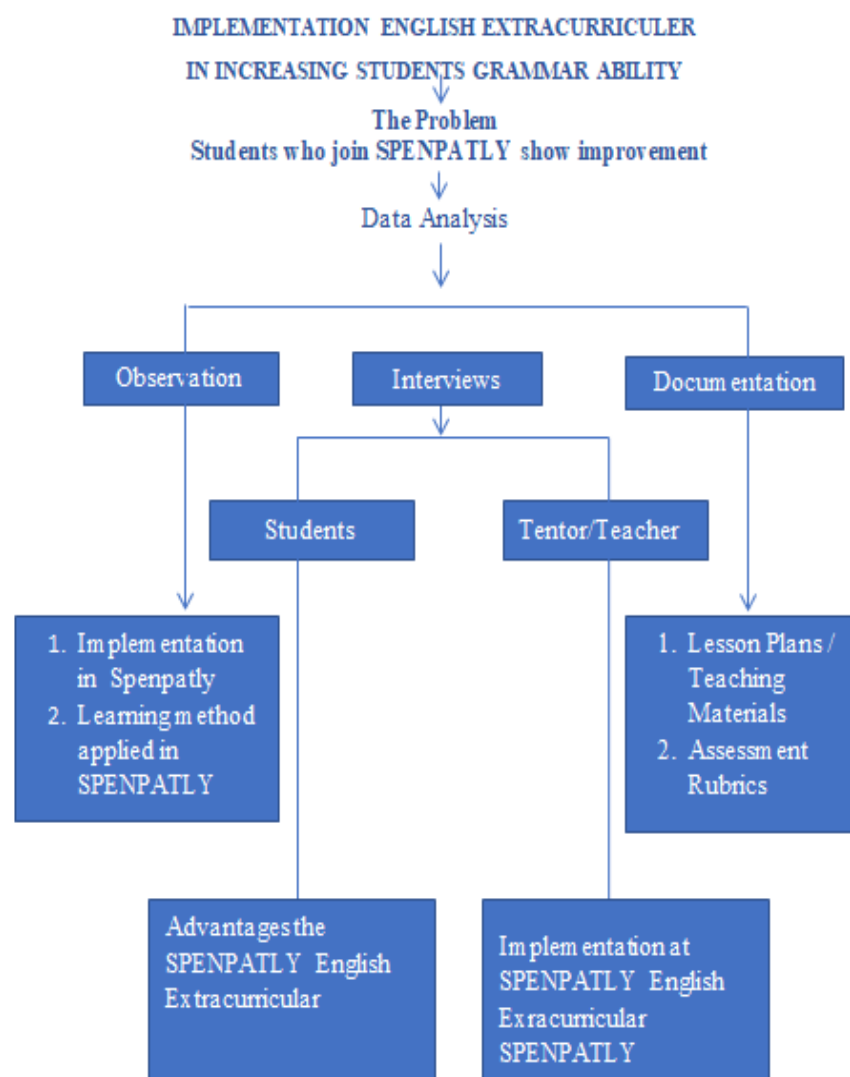 IMPLEMENTATION ENGLISH EXTRACURRICULER
IN INCREASING STUDENTS GRAMMAR ABILITY
The Problem
Students who join SPENPATLY show improvement
Data Analysis
Observation
Interviews
Documentation
Students
Tentor/Teacher
1. Implementation
in Spenpatly
2. Learning method
applied in
SPENPATLY
1. Lesson Plans /
Teaching
Materials
2. Assessment
Rubrics
Advantages the
SPENPATLY English
Extracurricular
Implementation at
SPENPATLY English
Exracurricular
SPENPATLY